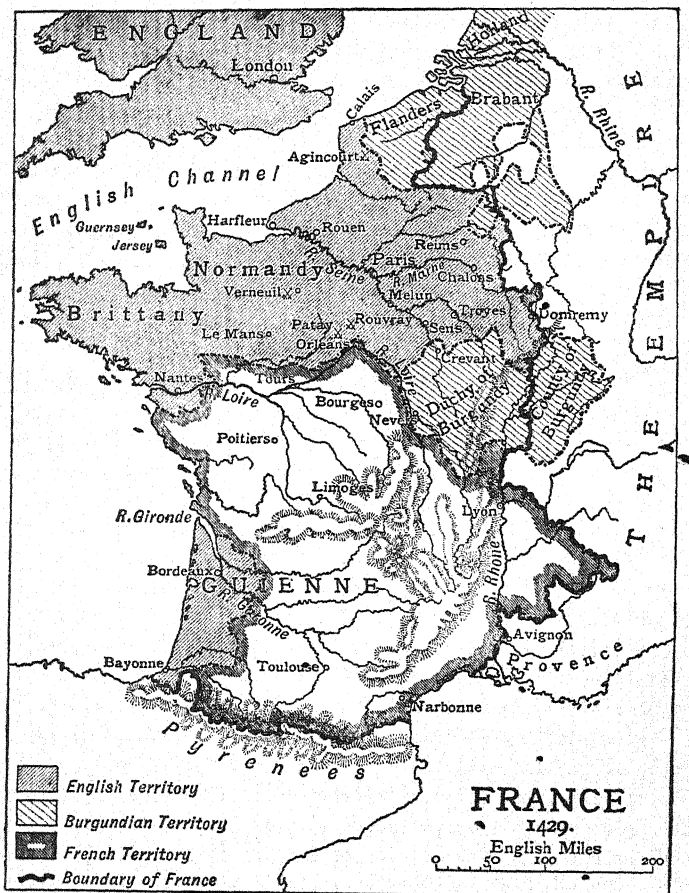 ENGLAND
London
Holland
Calais
Flanders
Brabant
R. Rhine
THE EMPIRE
Agincourt
English Channel
Guernsey
Jersey
Harfleur
Rouen
Reims
Paris
R. Seine
R. Marne
Chalons
Normandy
Verneuil
Melun
Troyes
Domremy
Brittany
Patay
Rouvray
Sens
Le Mans
Orleans
Crevant
R. Loire
Duchy of
Burgundy
County of
Burgundy
Nantes
Tours
Loire
Bourges
Nevers
Poitiers
Limoges
Lyon
R. Gironde
R. Rhone
Bordeaux
GUIENNE
R. Garonne
Avignon
Provence
Bayonne
Toulouse
Narbonne
Pyrenees
English Territory
Burgundian Territory
French Territory
Boundary of France
FRANCE
1429.
English Miles
0 50 100 200